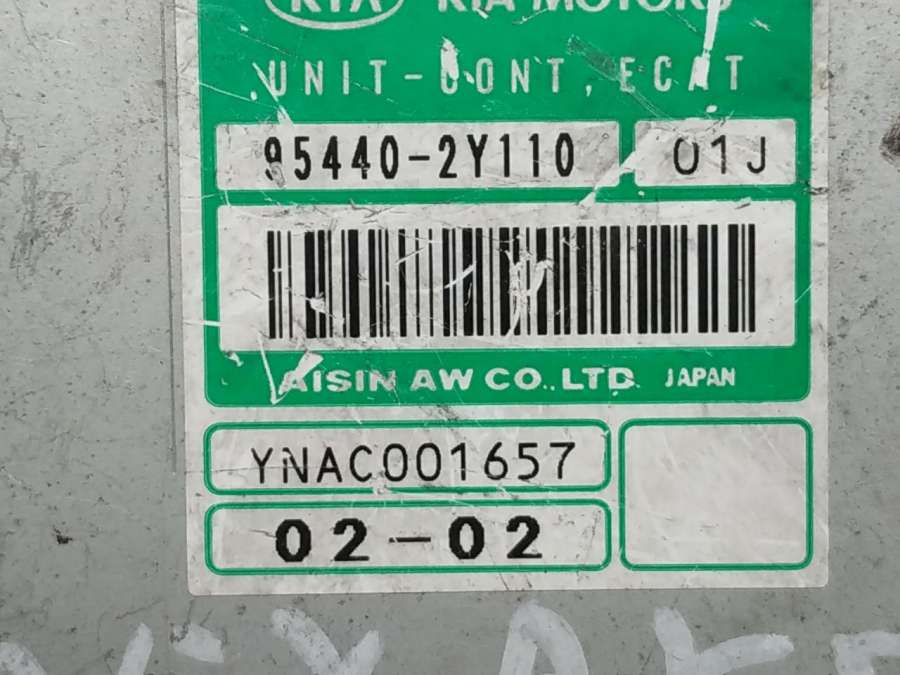 KIA KIA MOTORS
UNIT-CONT, ECAT
95440-2Y110 01J
AISIN AW CO., LTD. JAPAN
YNAC001657
02-02